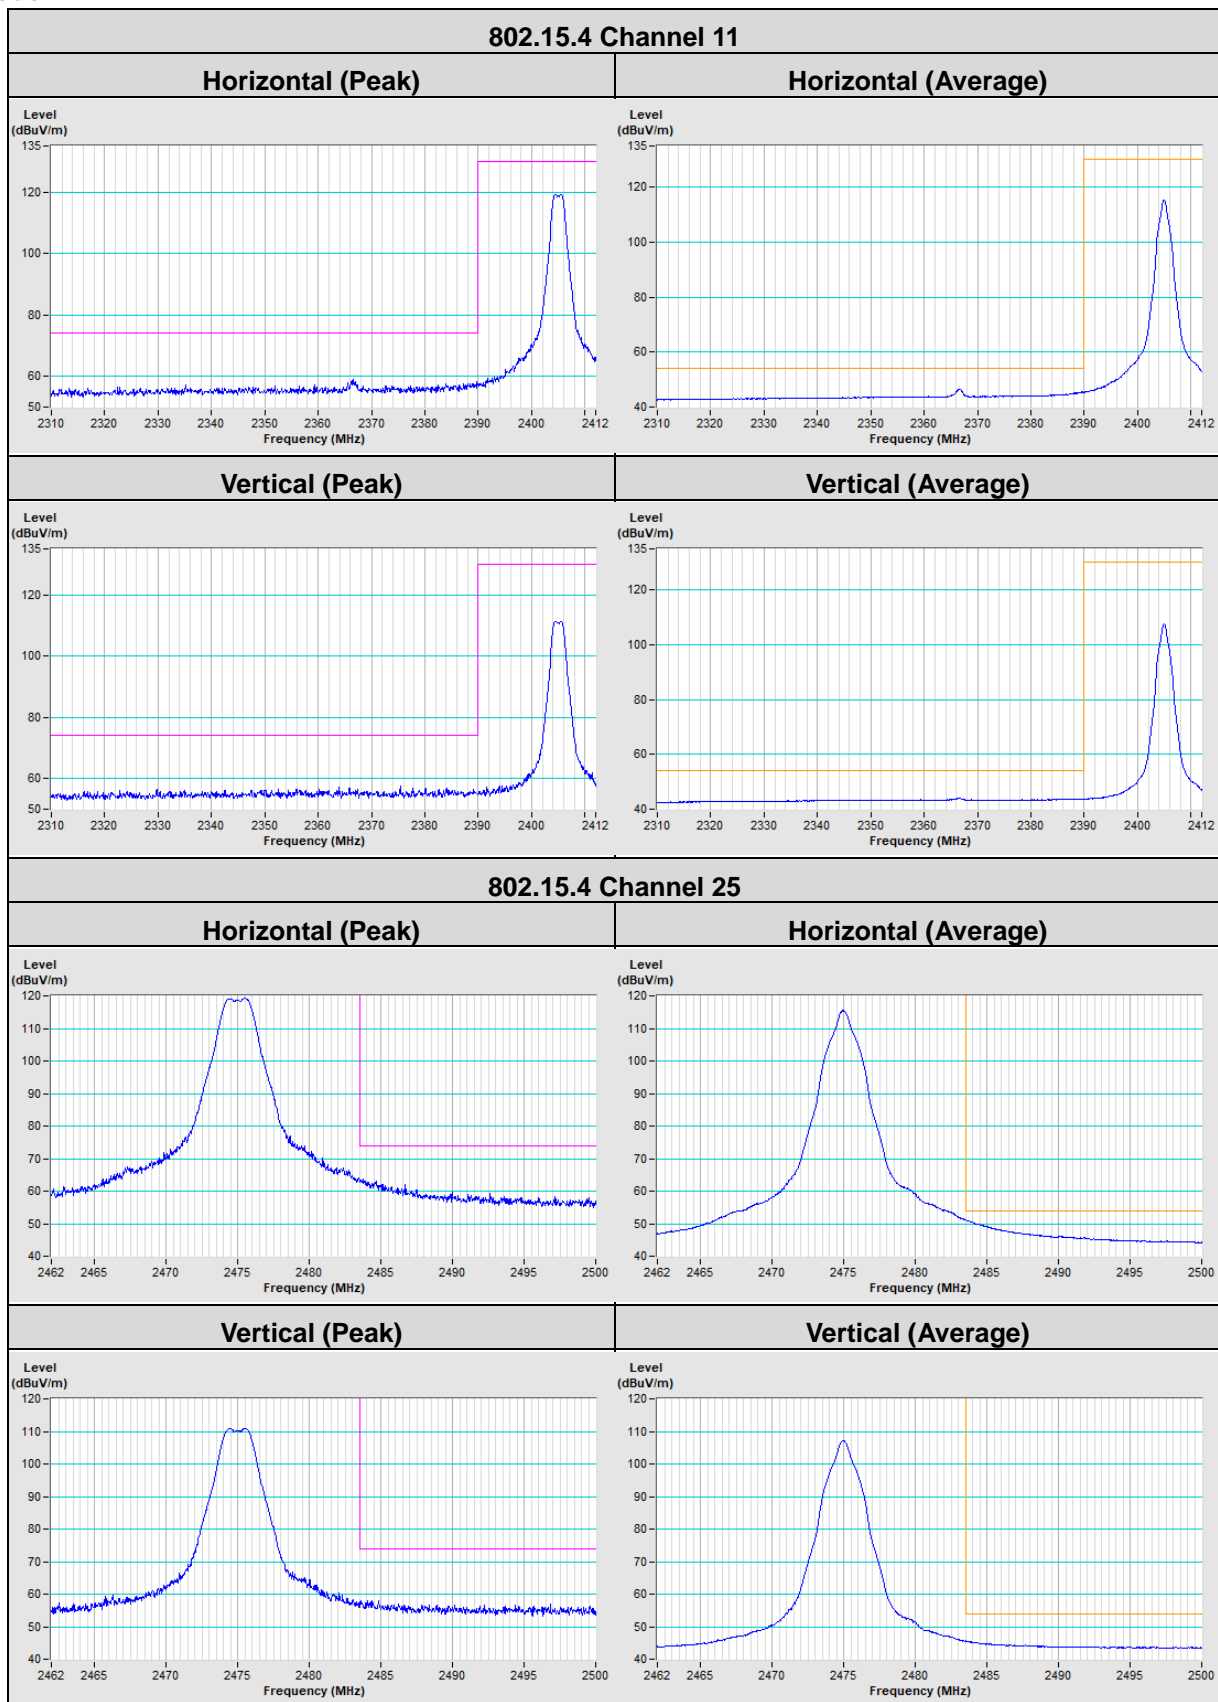 802.15.4 Channel 11
Horizontal (Peak)
Horizontal (Average)
Level
(dBuV/m)
135
120
100
80
60
50
2310 2320 2330 2340 2350 2360 2370 2380 2390 2400 2412
Frequency (MHz)
Level
(dBuV/m)
135
120
100
80
60
40
2310 2320 2330 2340 2350 2360 2370 2380 2390 2400 2412
Frequency (MHz)
Vertical (Peak)
Vertical (Average)
Level
(dBuV/m)
135
120
100
80
60
50
2310 2320 2330 2340 2350 2360 2370 2380 2390 2400 2412
Frequency (MHz)
Level
(dBuV/m)
135
120
100
80
60
40
2310 2320 2330 2340 2350 2360 2370 2380 2390 2400 2412
Frequency (MHz)
802.15.4 Channel 25
Horizontal (Peak)
Horizontal (Average)
Level
(dBuV/m)
120
110
100
90
80
70
60
50
40
2462 2465 2470 2475 2480 2485 2490 2495 2500
Frequency (MHz)
Level
(dBuV/m)
120
110
100
90
80
70
60
50
40
2462 2465 2470 2475 2480 2485 2490 2495 2500
Frequency (MHz)
Vertical (Peak)
Vertical (Average)
Level
(dBuV/m)
120
110
100
90
80
70
60
50
40
2462 2465 2470 2475 2480 2485 2490 2495 2500
Frequency (MHz)
Level
(dBuV/m)
120
110
100
90
80
70
60
50
40
2462 2465 2470 2475 2480 2485 2490 2495 2500
Frequency (MHz)